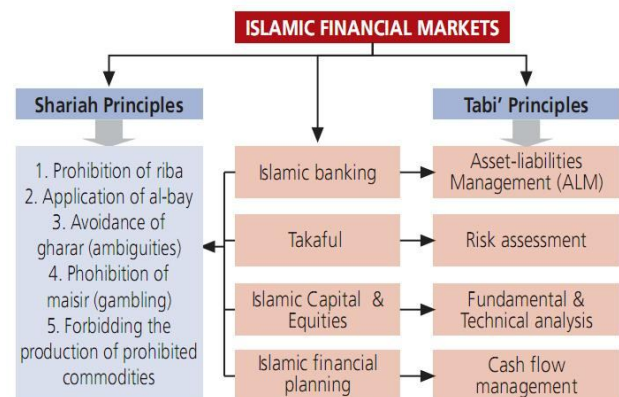 ISLAMIC FINANCIAL MARKETS
Shariah Principles
1. Prohibition of riba
2. Application of al-bay
3. Avoidance of
gharar (ambiguities)
4. Phohibition of
maisir (gambling)
5. Forbidding the
production of prohibited
commodities
Islamic banking
Takaful
Islamic Capital &
Equities
Islamic financial
planning
Tabi’ Principles
Asset-liabilities
Management (ALM)
Risk assessment
Fundamental &
Technical analysis
Cash flow
management